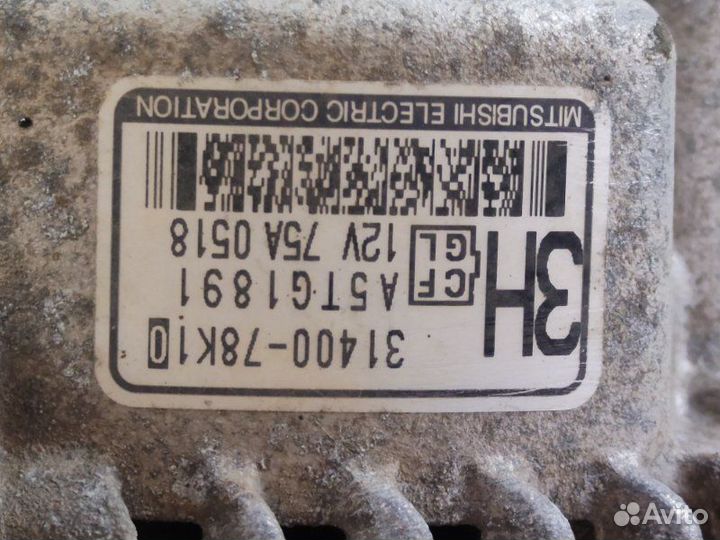 31400-78K10
3H
A5TG1891
CF
GL
12V 75A 0518
MITSUBISHI ELECTRIC CORPORATION
Avito